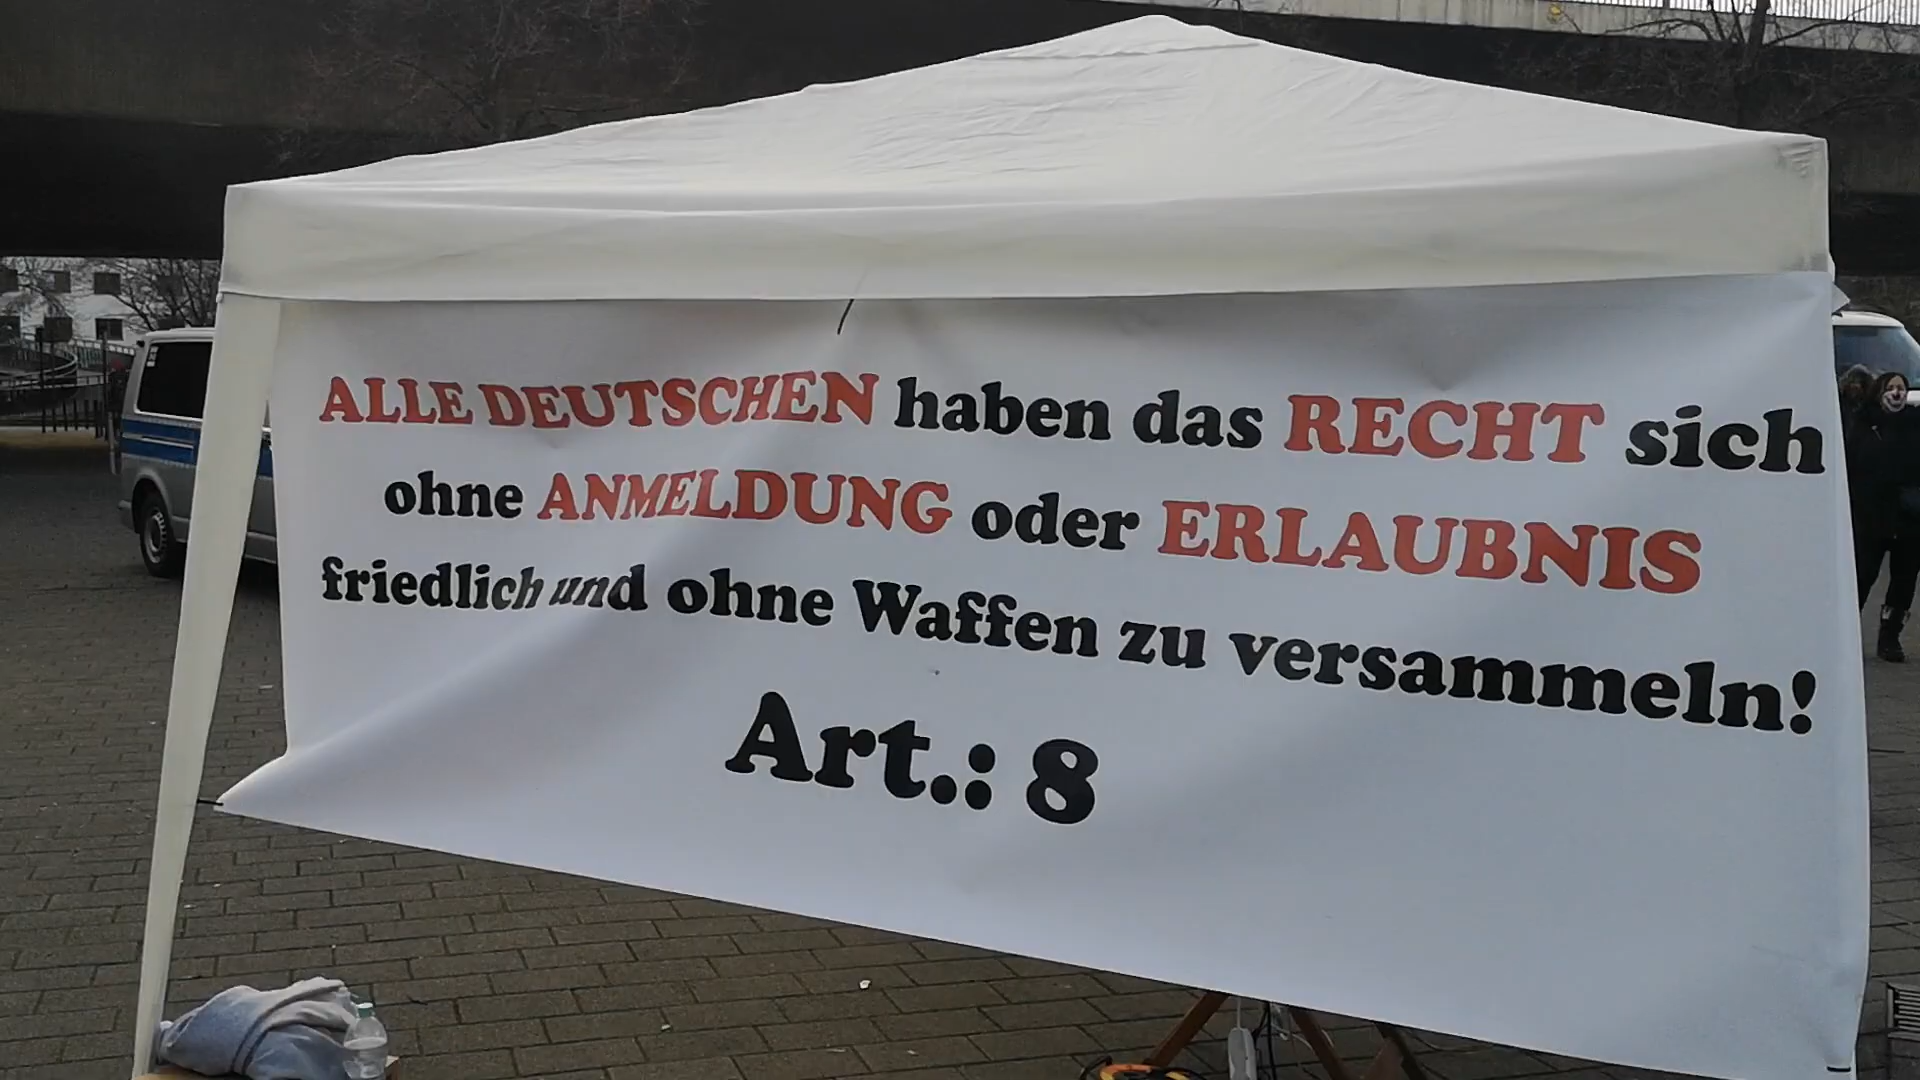 ALLE DEUTSCHEN haben das RECHT sich
ohne ANMELDUNG oder ERLAUBNIS
friedlich und ohne Waffen zu versammeln!
Art.: 8